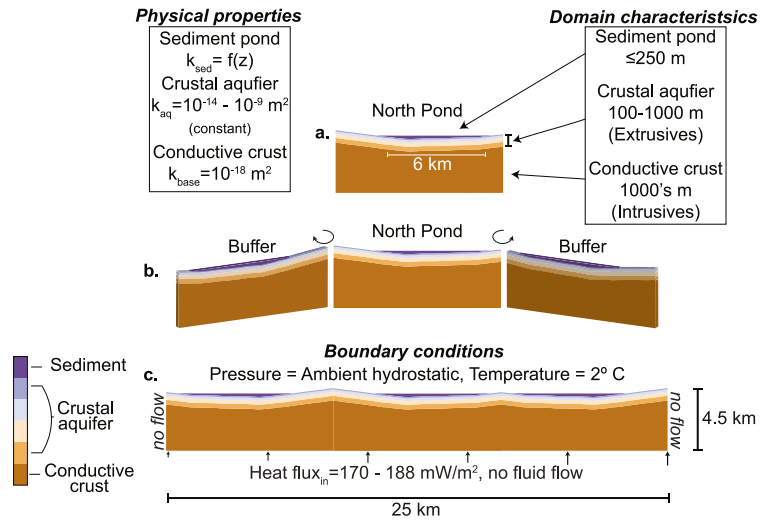 Physical properties
Sediment pond
k_sed= f(z)
Crustal aqufier
k_aq=10^-14 - 10^-9 m^2
(constant)
Conductive crust
k_base=10^-18 m^2
Domain characteristsics
Sediment pond
≤250 m
Crustal aqufier
100-1000 m
(Extrusives)
Conductive crust
1000's m
(Intrusives)
North Pond
a.
6 km
North Pond
Buffer
Buffer
b.
Boundary conditions
c.
Pressure = Ambient hydrostatic, Temperature = 2º C
no flow
no flow
4.5 km
Heat flux_in=170 - 188 mW/m^2, no fluid flow
25 km
Sediment
Crustal
aquifer
Conductive
crust